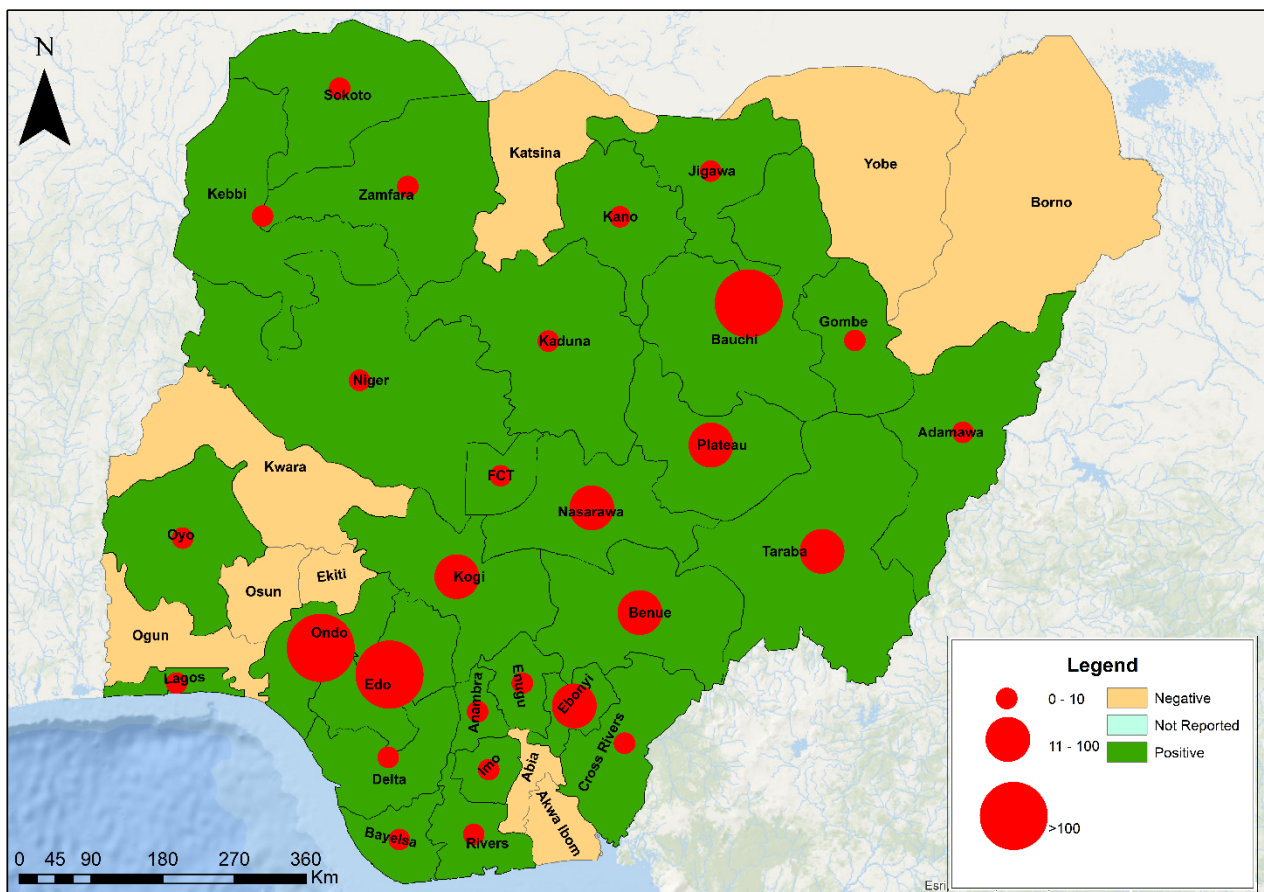 N
Sokoto
Katsina
Yobe
Jigawa
Kebbi
Zamfara
Kano
Borno
Bauchi
Gombe
Kaduna
Niger
Adamawa
Plateau
Kwara
FCT
Nasarawa
Oyo
Taraba
Kogi
Ekiti
Osun
Benue
Ogun
Ondo
Edo
Enugu
Ebonyi
Lagos
Anambra
Cross Rivers
Delta
Imo
Abia
Akwa Ibom
Bayelsa
Rivers
Legend
0 - 10
11 - 100
>100
Negative
Not Reported
Positive
0 45 90 180 270 360
Km
Esri